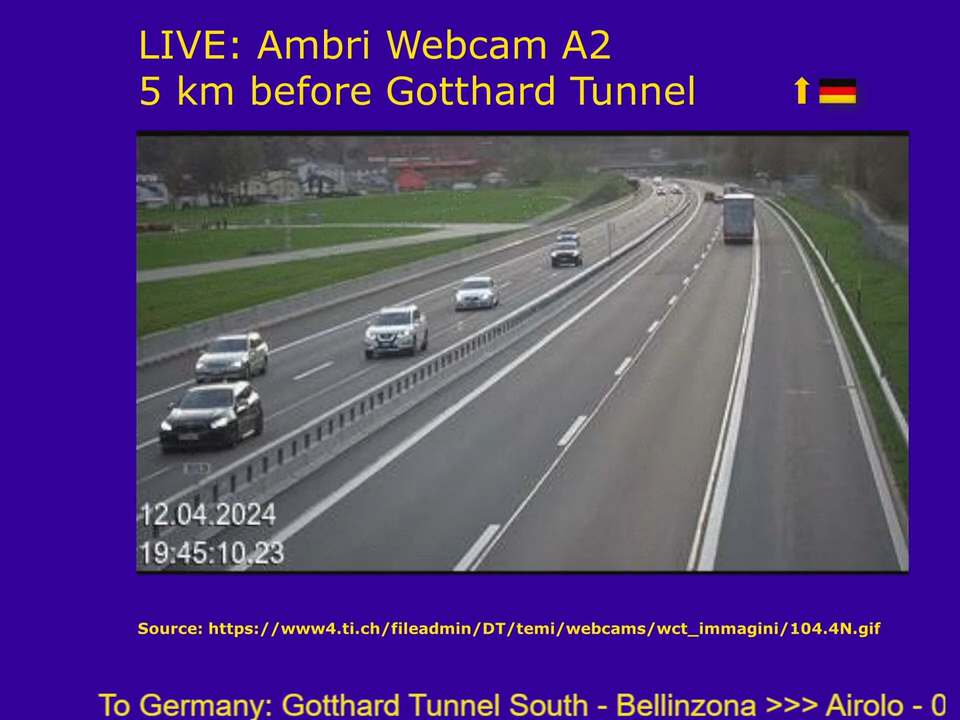 LIVE: Ambri Webcam A2
5 km before Gotthard Tunnel
12.04.2024
19:45:10.23
Source: https://www4.ti.ch/fileadmin/DT/temi/webcams/wct_immagini/104.4N.gif
To Germany: Gotthard Tunnel South - Bellinzona >>> Airolo - 0